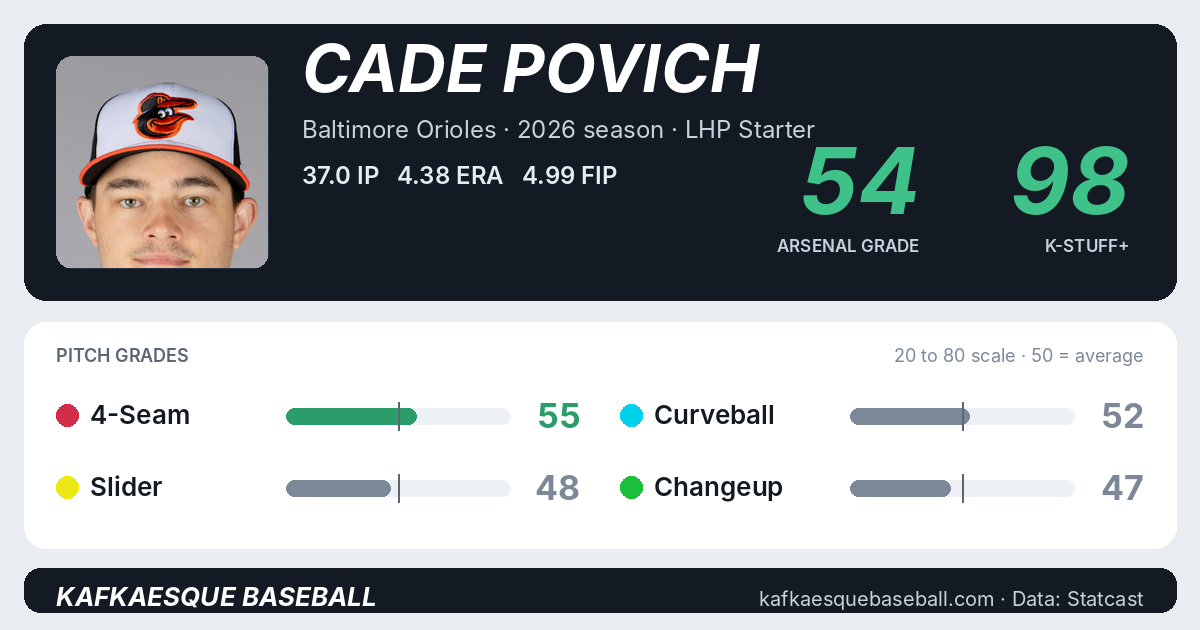 CADE POVICH
Baltimore Orioles · 2026 season · LHP Starter
37.0 IP 4.38 ERA 4.99 FIP
54 98
ARSENAL GRADE K-STUFF+
PITCH GRADES 20 to 80 scale · 50 = average
4-Seam 55 Curveball 52
Slider 48 Changeup 47
KAFKAESQUE BASEBALL kafkaesquebaseball.com · Data: Statcast